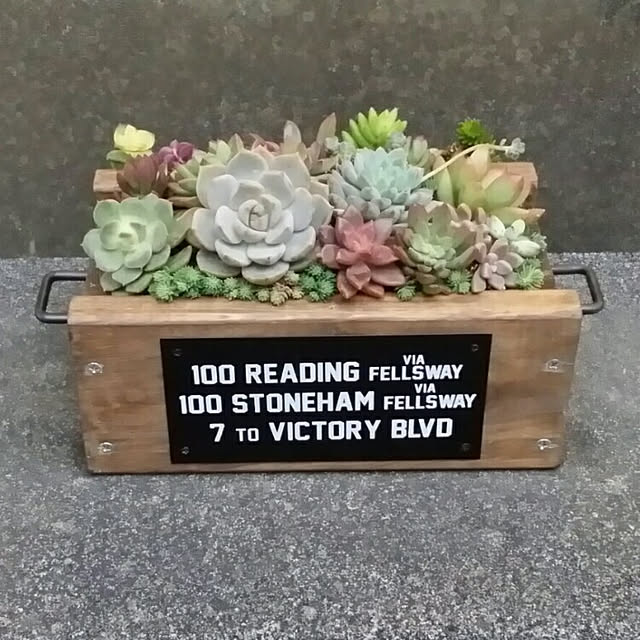 100 READING VIA FELLSWAY
100 STONEHAM VIA FELLSWAY
7 TO VICTORY BLVD